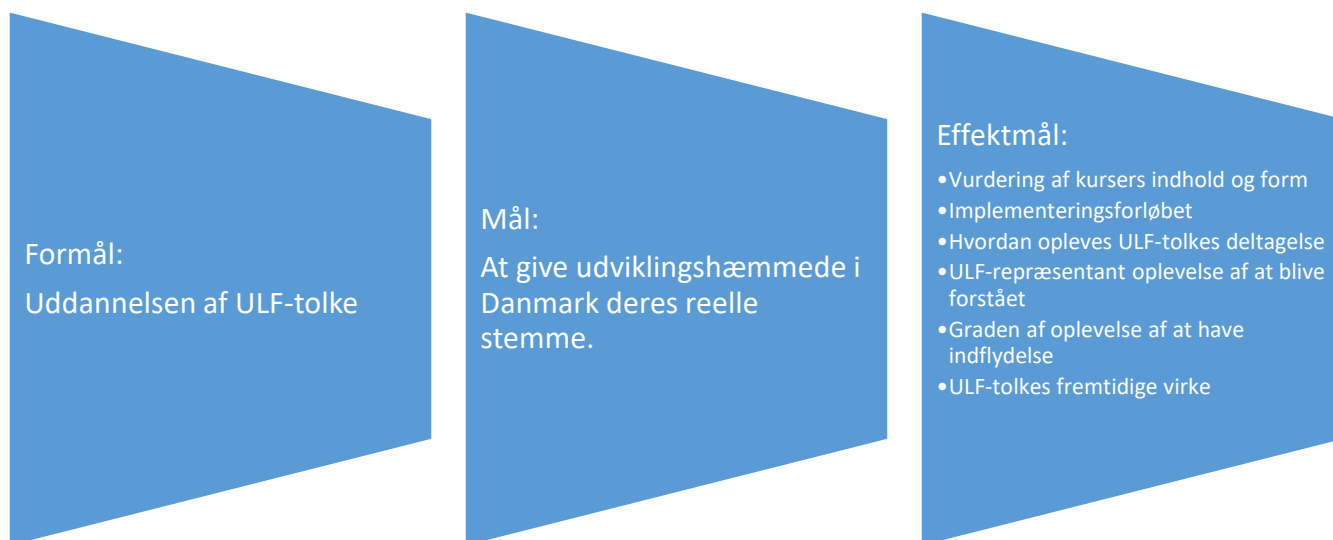 Formål:
Uddannelsen af ULF-tolke
Mål:
At give udviklingshæmmede i
Danmark deres reelle
stemme.
Effektmål:
•Vurdering af kursers indhold og form
•Implementeringsforløbet
•Hvordan opleves ULF-tolkes deltagelse
•ULF-repræsentant oplevelse af at blive
forstået
•Graden af oplevelse af at have
indflydelse
•ULF-tolkes fremtidige virke